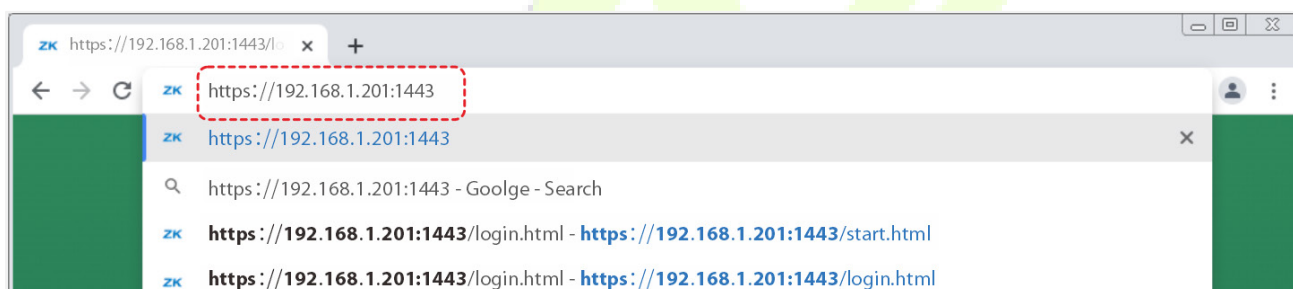 ZK https://192.168.1.201:1443/lo
ZK https://192.168.1.201:1443
ZK https://192.168.1.201:1443
https://192.168.1.201:1443 - Goolge - Search
ZK https://192.168.1.201:1443/login.html - https://192.168.1.201:1443/start.html
ZK https://192.168.1.201:1443/login.html - https://192.168.1.201:1443/login.html